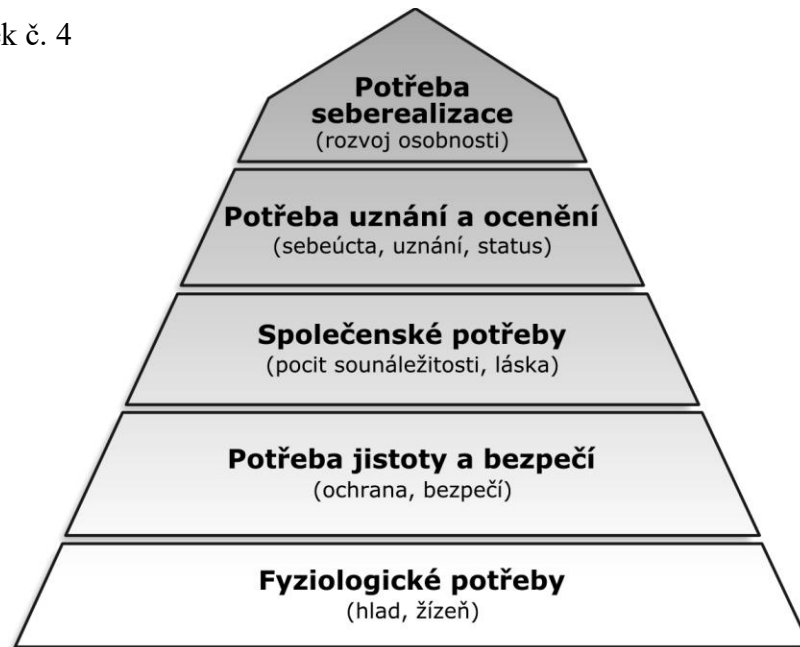 k č. 4
Potřeba
seberealizace
(rozvoj osobnosti)
Potřeba uznání a ocenění
(sebeúcta, uznání, status)
Společenské potřeby
(pocit sounáležitosti, láska)
Potřeba jistoty a bezpečí
(ochrana, bezpečí)
Fyziologické potřeby
(hlad, žízeň)